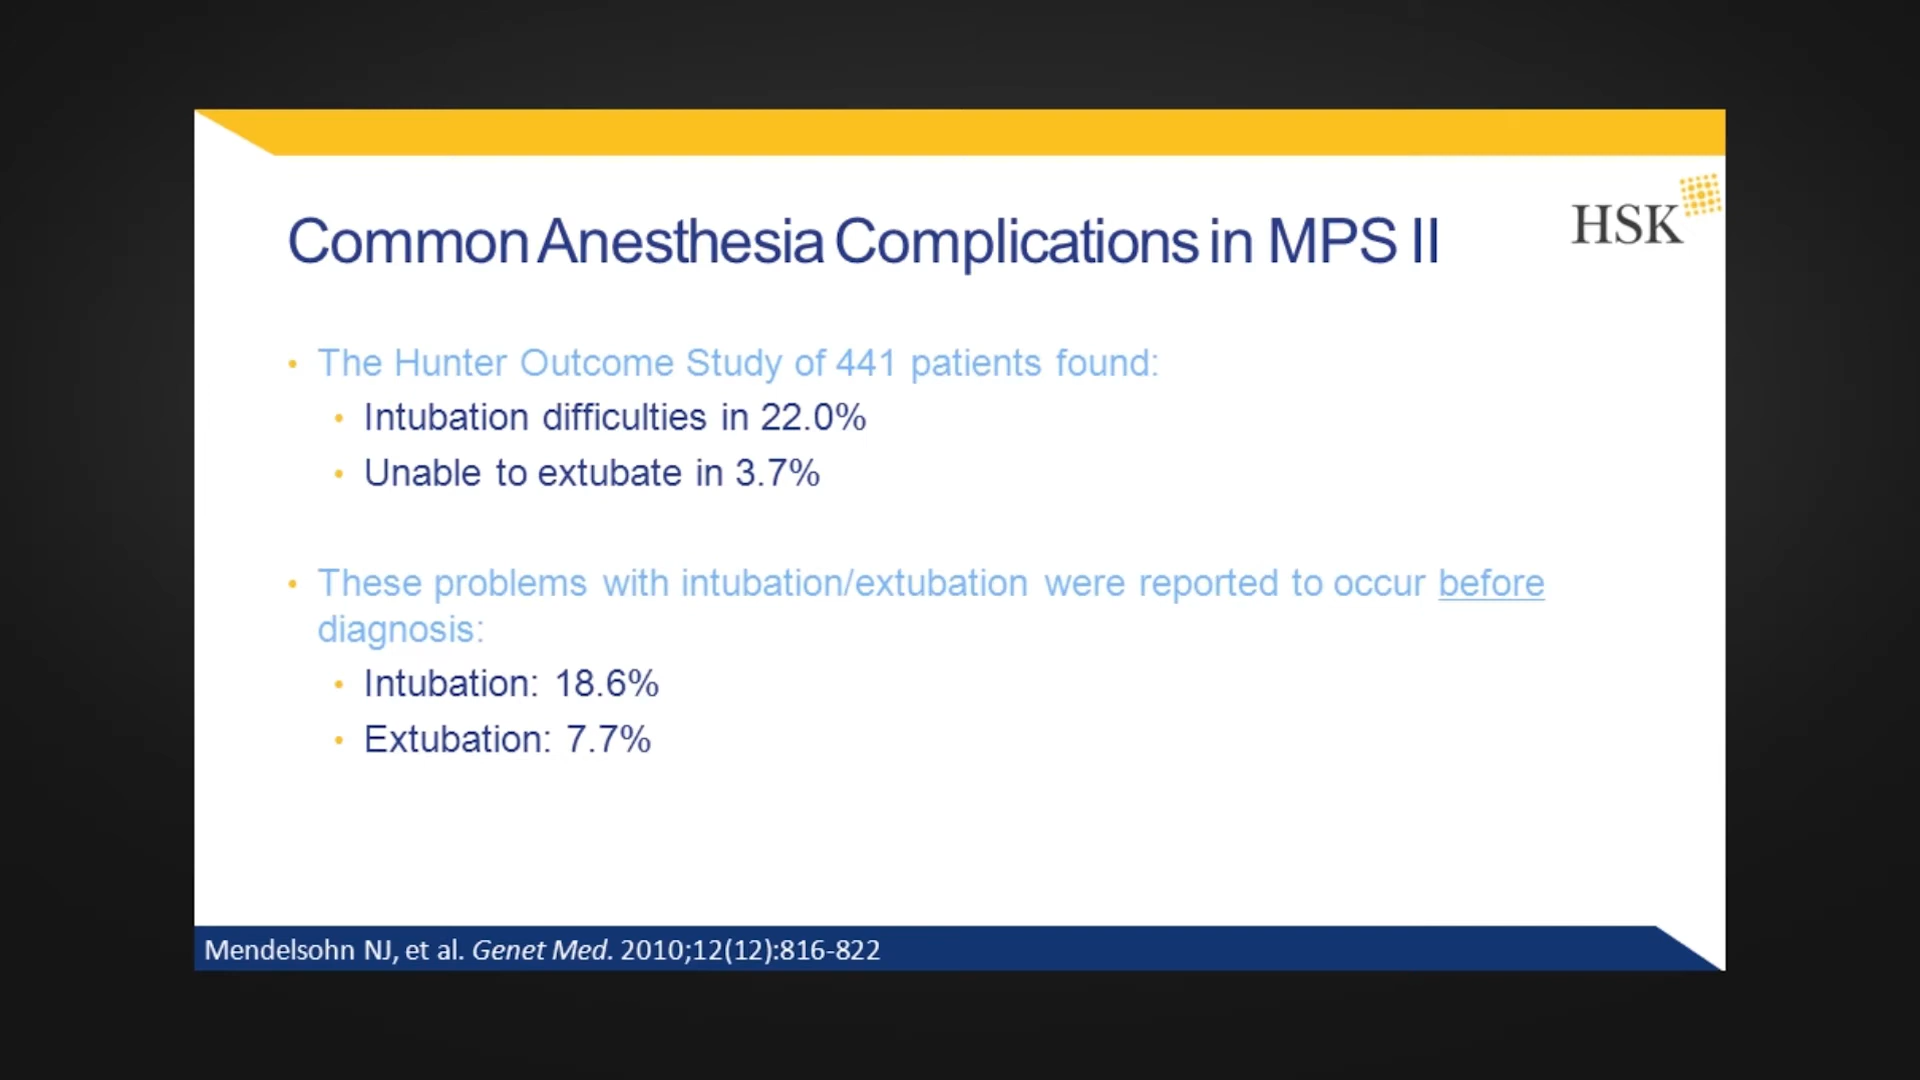 Common Anesthesia Complications in MPS II
HSK
• The Hunter Outcome Study of 441 patients found:
• Intubation difficulties in 22.0%
• Unable to extubate in 3.7%
• These problems with intubation/extubation were reported to occur before
diagnosis:
• Intubation: 18.6%
• Extubation: 7.7%
Mendelsohn NJ, et al. Genet Med. 2010;12(12):816-822